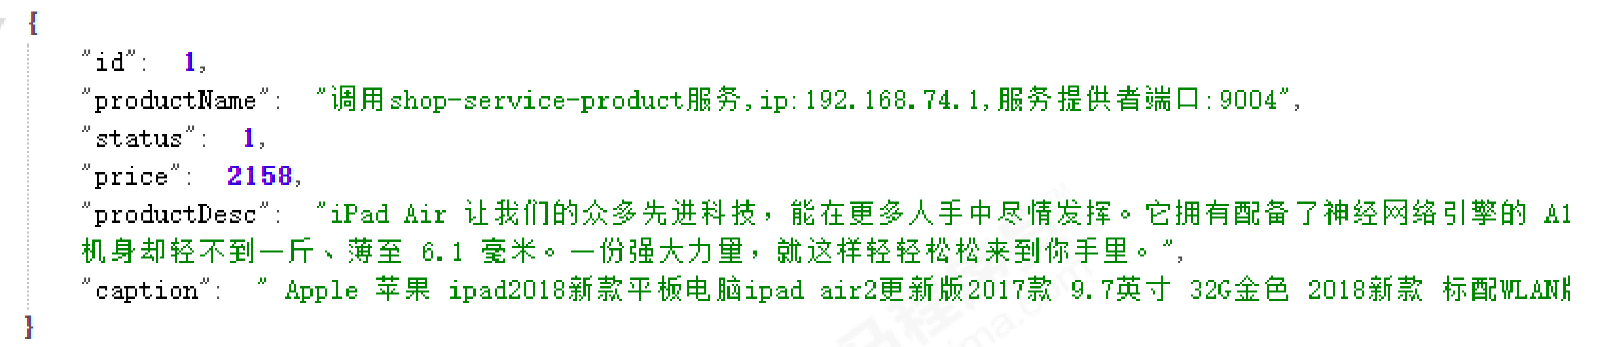 {
"id": 1,
"productName": "调用shop-service-product服务,ip:192.168.74.1,服务提供者端口:9004",
"status": 1,
"price": 2158,
"productDesc": "iPad Air 让我们的众多先进科技，能在更多人手中尽情发挥。它拥有配备了神经网络引擎的 A1
机身却轻不到一斤、薄至 6.1 毫米。一份强大力量，就这样轻轻松松来到你手里。",
"caption": " Apple 苹果 ipad2018新款平板电脑ipad air2更新版2017款 9.7英寸 32G金色 2018新款 标配WLAN
}